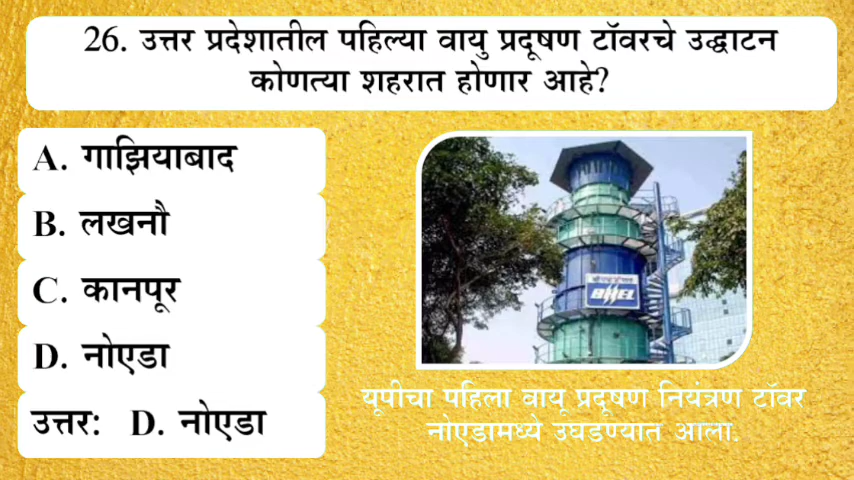 26. उत्तर प्रदेशातील पहिल्या वायु प्रदूषण टॉवरचे उद्घाटन
कोणत्या शहरात होणार आहे?
A. गाझियाबाद
B. लखनौ
C. कानपूर
D. नोएडा
उत्तर: D. नोएडा
BHEL
यूपीचा पहिला वायू प्रदूषण नियंत्रण टॉवर
नोएडामध्ये उघडण्यात आला.